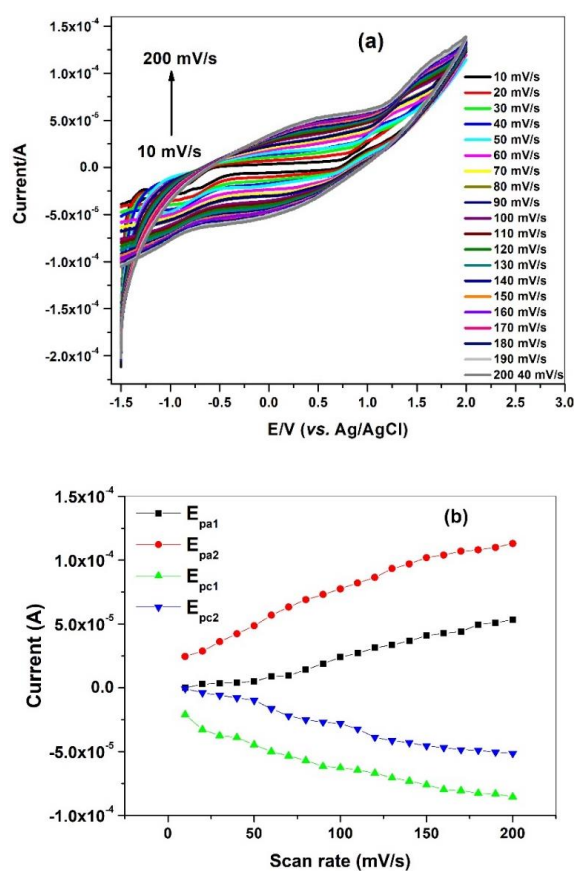 (a)
200 mV/s
10 mV/s
1.5x10⁻⁴
1.0x10⁻⁴
5.0x10⁻⁵
0.0
-5.0x10⁻⁵
-1.0x10⁻⁴
-1.5x10⁻⁴
-2.0x10⁻⁴
Current/A
10 mV/s
20 mV/s
30 mV/s
40 mV/s
50 mV/s
60 mV/s
70 mV/s
80 mV/s
90 mV/s
100 mV/s
110 mV/s
120 mV/s
130 mV/s
140 mV/s
150 mV/s
160 mV/s
170 mV/s
180 mV/s
190 mV/s
200 40 mV/s
-1.5 -1.0 -0.5 0.0 0.5 1.0 1.5 2.0 2.5 3.0
E/V (vs. Ag/AgCl)
(b)
1.5x10⁻⁴
1.0x10⁻⁴
5.0x10⁻⁵
0.0
-5.0x10⁻⁵
-1.0x10⁻⁴
Current (A)
Epa1
Epa2
Epc1
Epc2
0 50 100 150 200
Scan rate (mV/s)